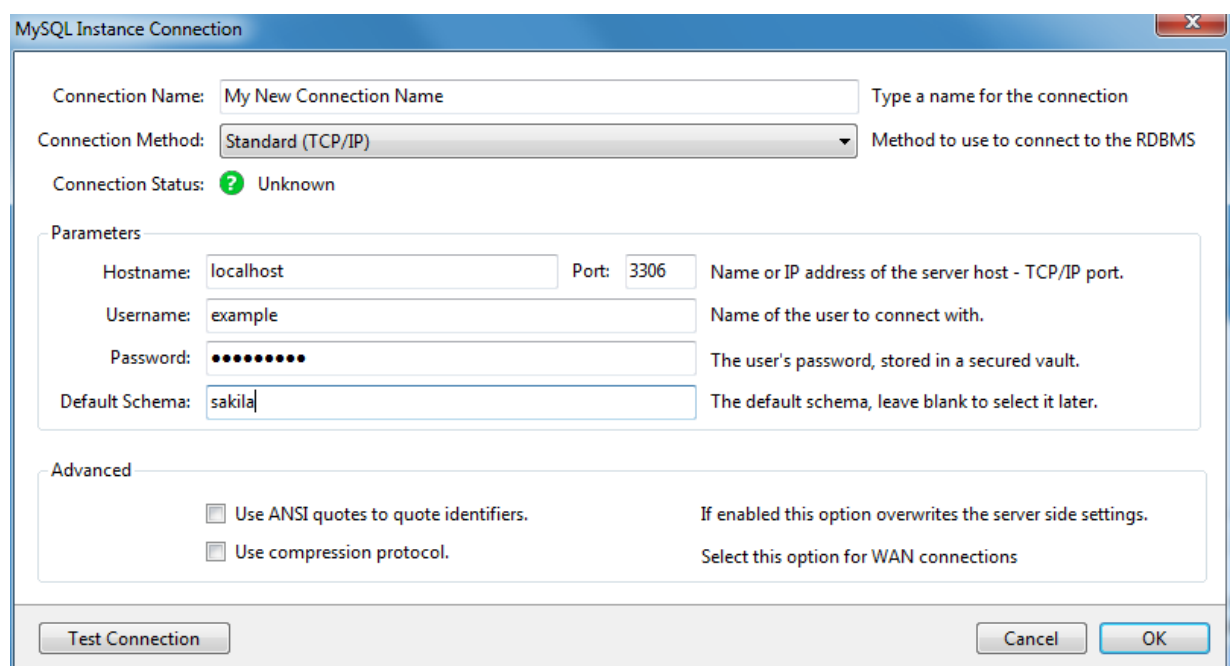 MySQL Instance Connection
Connection Name: My New Connection Name Type a name for the connection
Connection Method: Standard (TCP/IP) Method to use to connect to the RDBMS
Connection Status: ? Unknown
Parameters
Hostname: localhost Port: 3306 Name or IP address of the server host - TCP/IP port.
Username: example Name of the user to connect with.
Password: ●●●●●●●●● The user's password, stored in a secured vault.
Default Schema: sakila The default schema, leave blank to select it later.
Advanced
Use ANSI quotes to quote identifiers. If enabled this option overwrites the server side settings.
Use compression protocol. Select this option for WAN connections
Test Connection Cancel OK